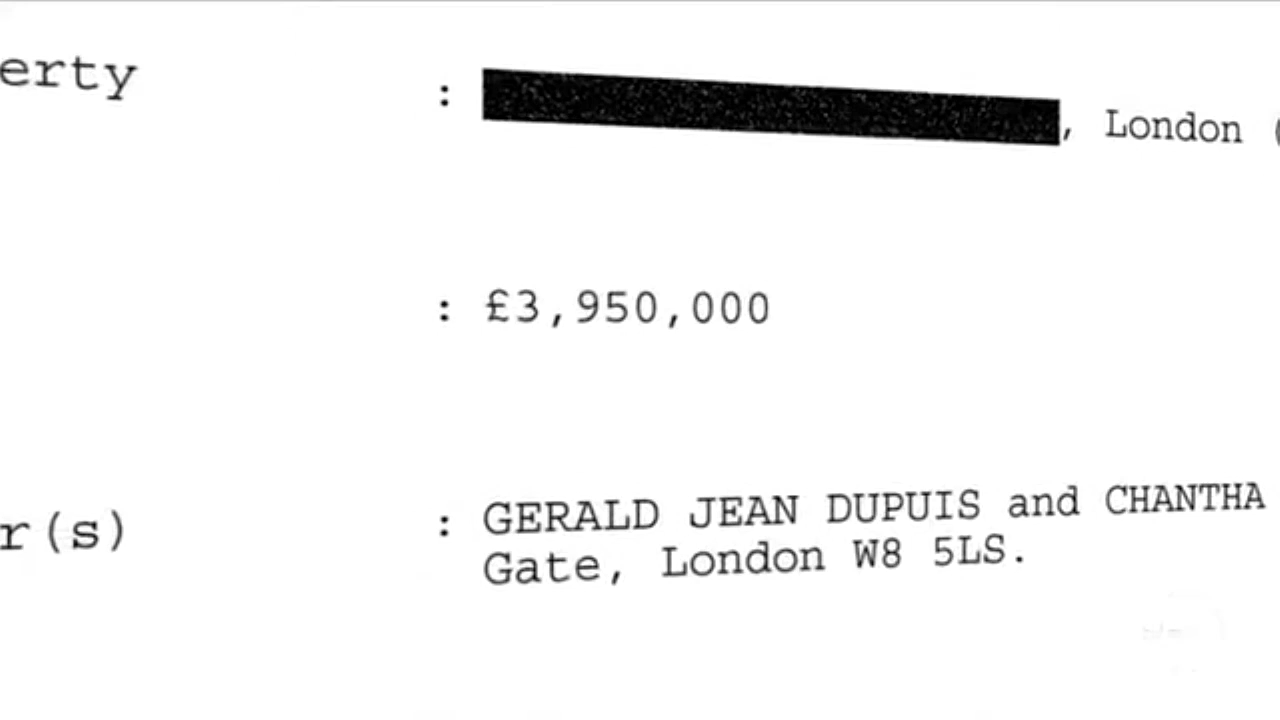 erty : , London (
: £3,950,000
r(s) : GERALD JEAN DUPUIS and CHANTHA
Gate, London W8 5LS.